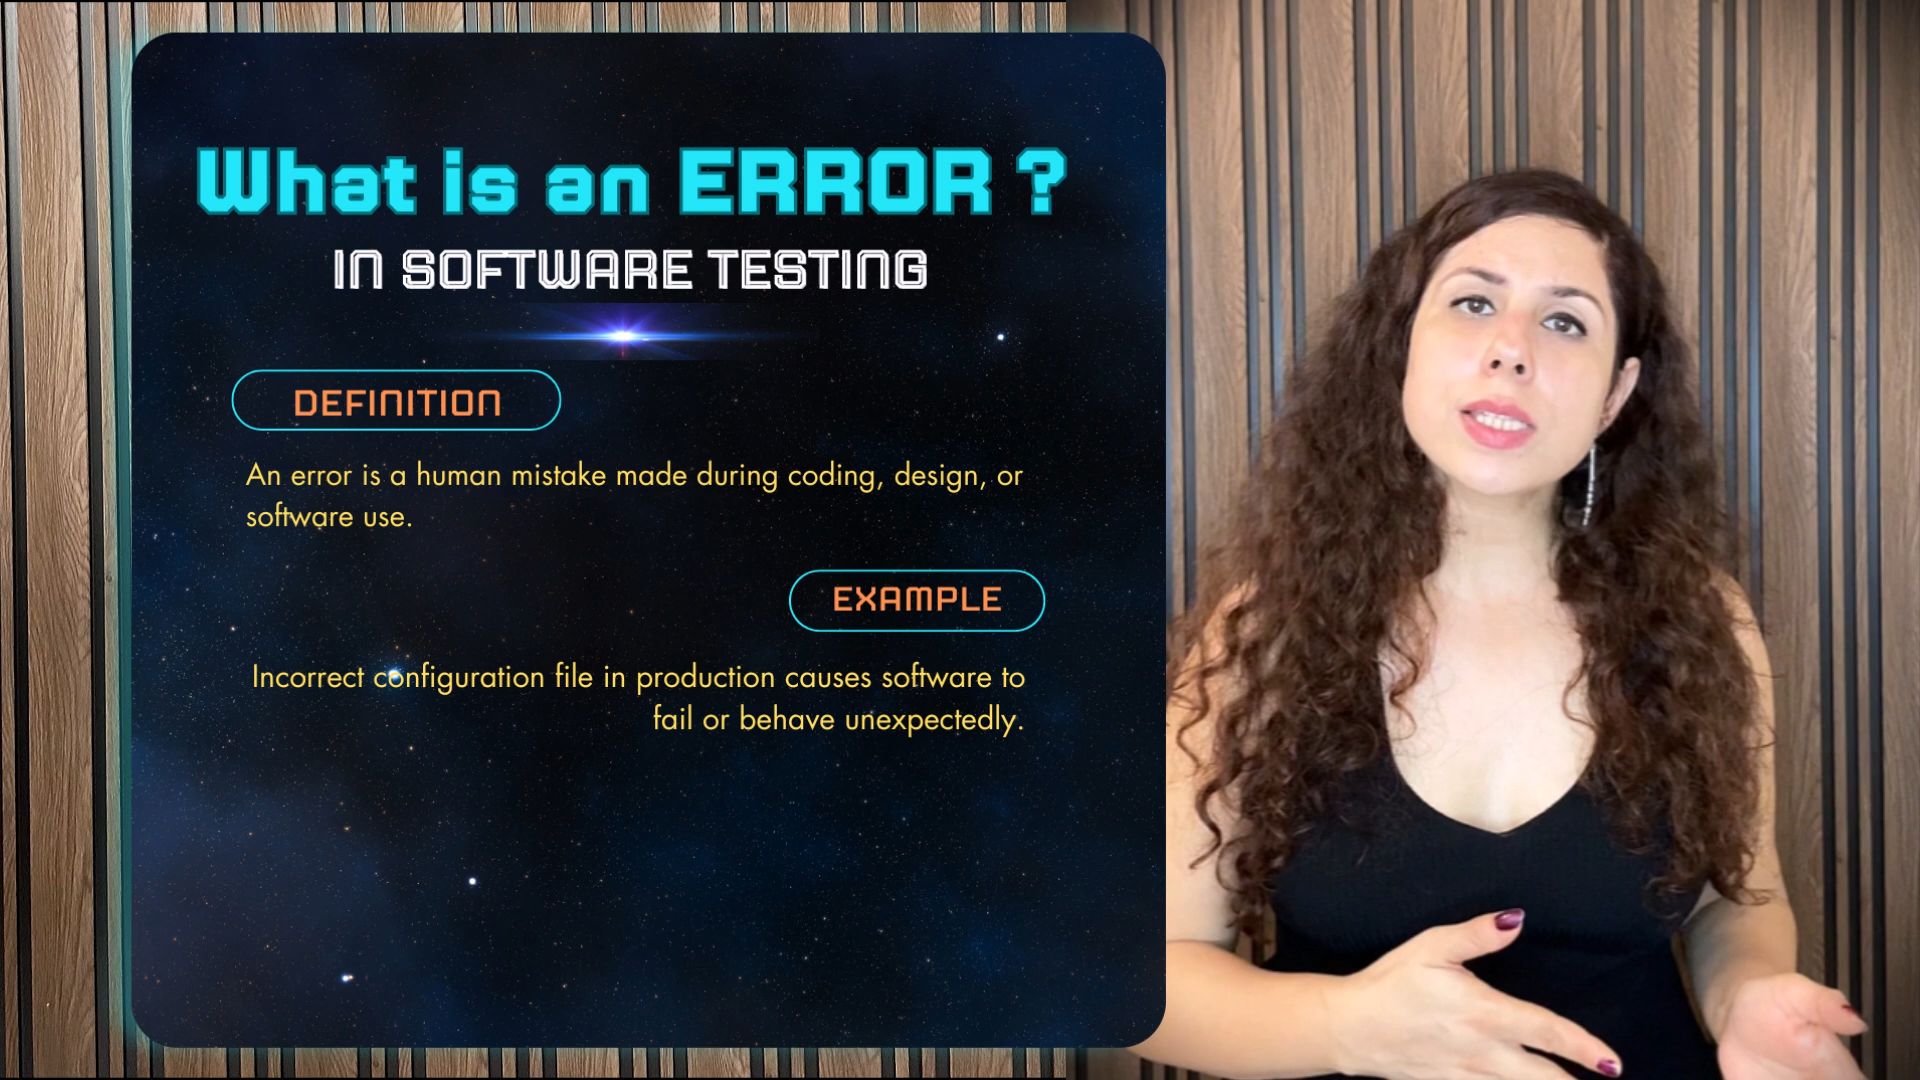 What is an ERROR ?
IN SOFTWARE TESTING
DEFINITION
An error is a human mistake made during coding, design, or
software use.
EXAMPLE
Incorrect configuration file in production causes software to
fail or behave unexpectedly.